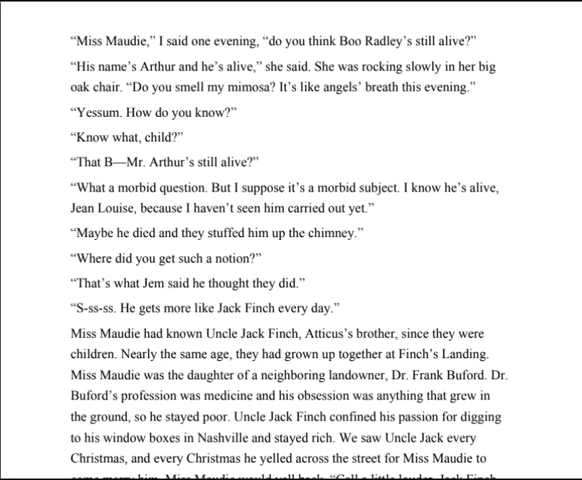 “Miss Maudie,” I said one evening, “do you think Boo Radley’s still alive?”
“His name’s Arthur and he’s alive,” she said. She was rocking slowly in her big
oak chair. “Do you smell my mimosa? It’s like angels’ breath this evening.”
“Yessum. How do you know?”
“Know what, child?”
“That B—Mr. Arthur’s still alive?”
“What a morbid question. But I suppose it’s a morbid subject. I know he’s alive,
Jean Louise, because I haven’t seen him carried out yet.”
“Maybe he died and they stuffed him up the chimney.”
“Where did you get such a notion?”
“That’s what Jem said he thought they did.”
“S-ss-ss. He gets more like Jack Finch every day.”
Miss Maudie had known Uncle Jack Finch, Atticus’s brother, since they were
children. Nearly the same age, they had grown up together at Finch’s Landing.
Miss Maudie was the daughter of a neighboring landowner, Dr. Frank Buford. Dr.
Buford’s profession was medicine and his obsession was anything that grew in
the ground, so he stayed poor. Uncle Jack Finch confined his passion for digging
to his window boxes in Nashville and stayed rich. We saw Uncle Jack every
Christmas, and every Christmas he yelled across the street for Miss Maudie to